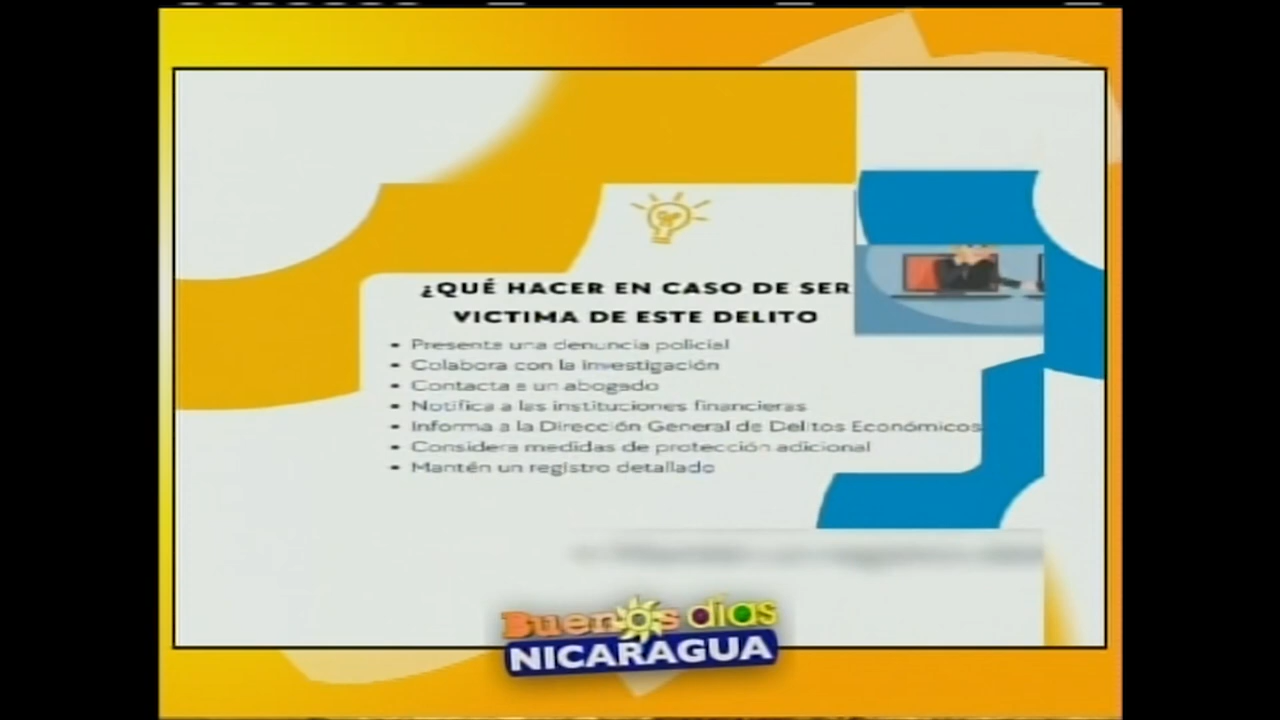 ¿QUÉ HACER EN CASO DE SER
VICTIMA DE ESTE DELITO
• Presenta una denuncia policial
• Colabora con la investigación
• Contacta a un abogado
• Notifica a las instituciones financieras
• Informa a la Dirección General de Delitos Económicos
• Considera medidas de protección adicional
• Mantén un registro detallado
Buenos días
NICARAGUA